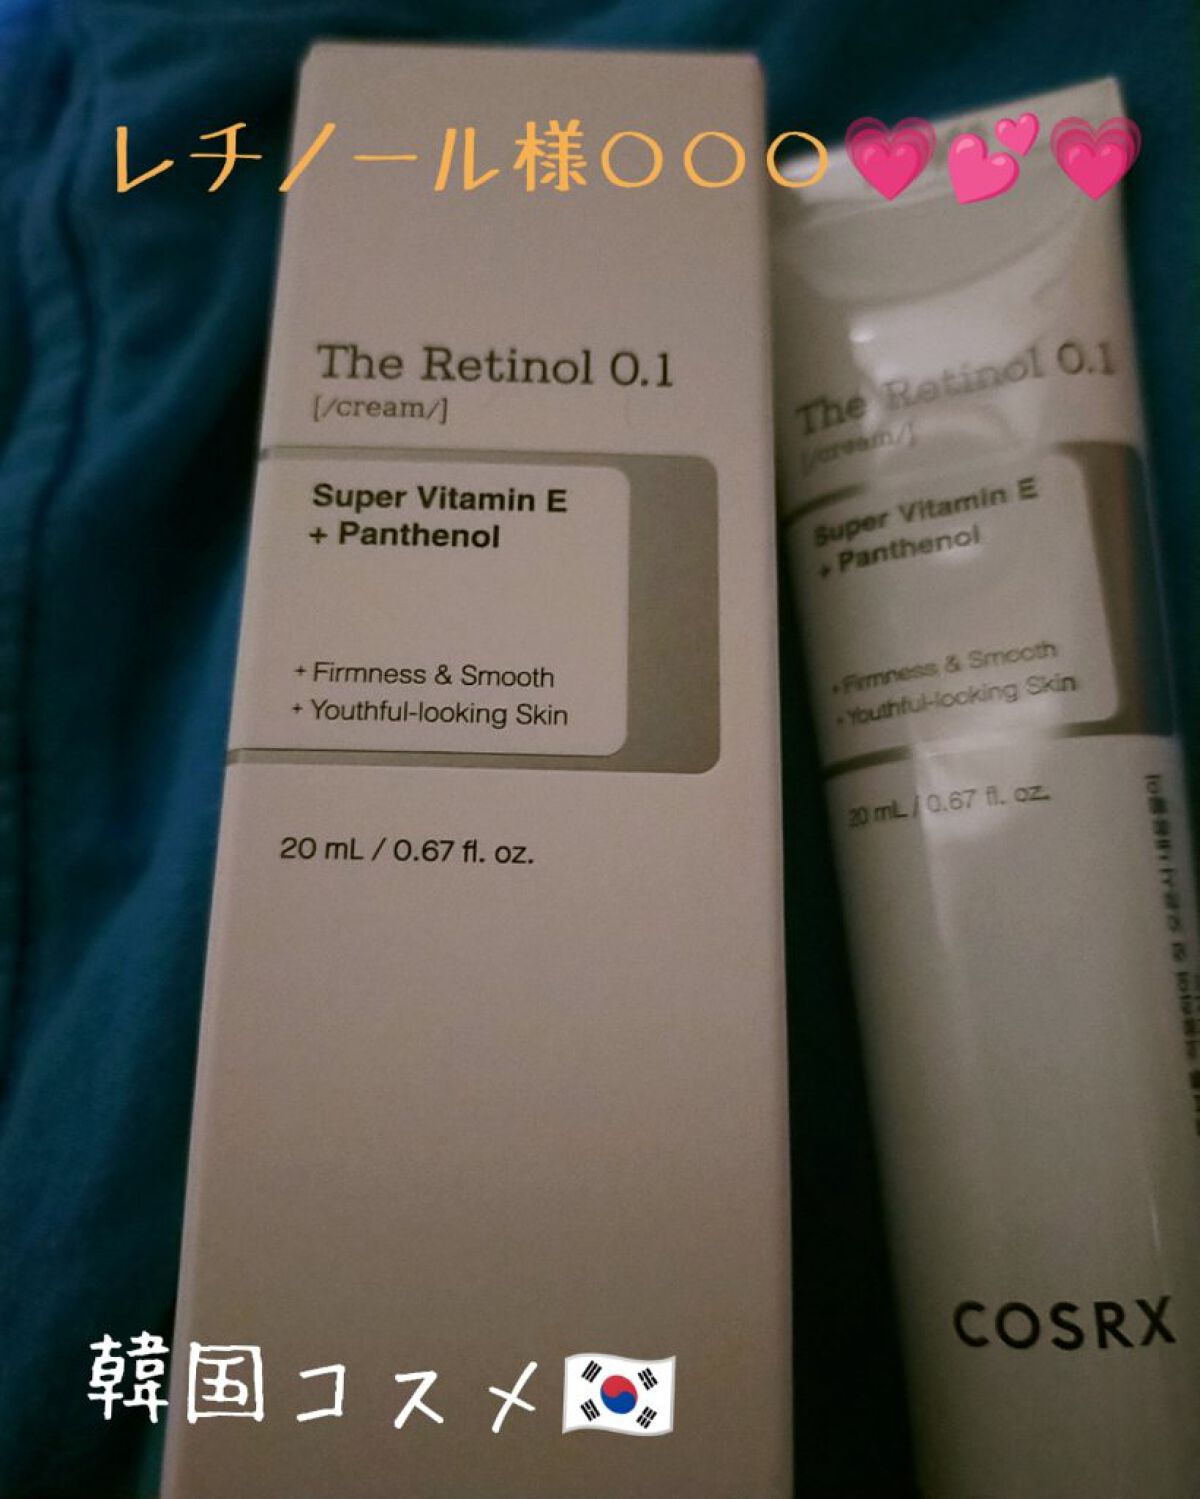 レチノール様〇〇〇💗💕💗
The Retinol 0.1
[/cream/]
Super Vitamin E
+ Panthenol
+ Firmness & Smooth
+ Youthful-looking Skin
20 mL / 0.67 fl. oz.
The Retinol 0.1
[/cream/]
Super Vitamin E
+ Panthenol
+ Firmness & Smooth
+ Youthful-looking Skin
20 mL / 0.67 fl. oz.
COSRX
韓国コスメ🇰🇷